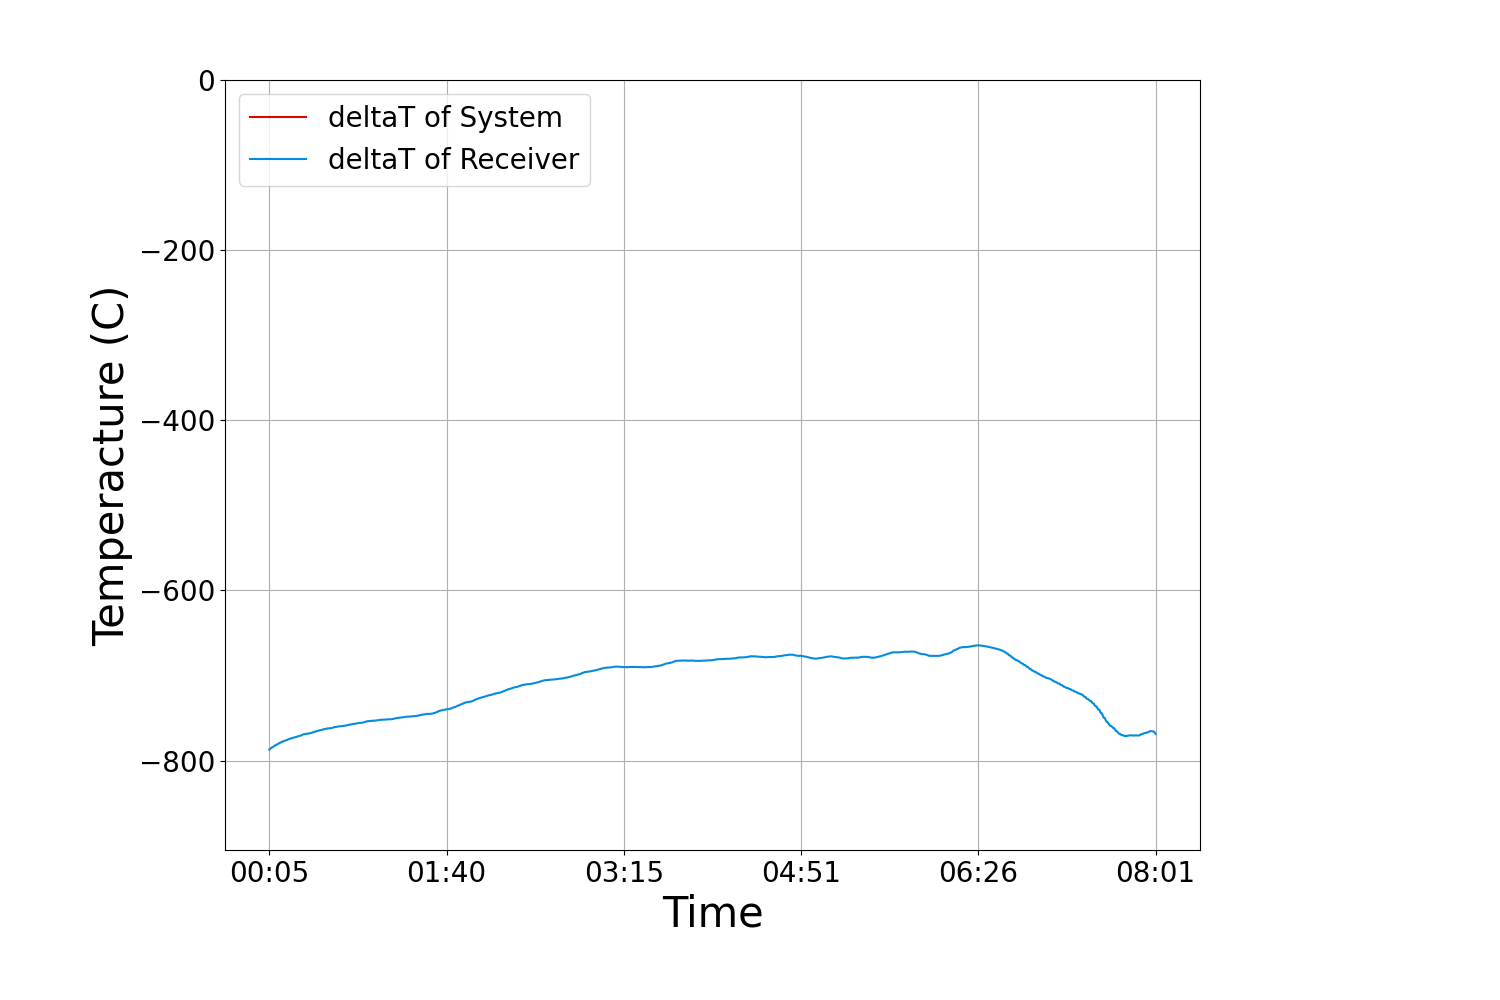 0
deltaT of System
deltaT of Receiver
−200
−400
−600
−800
Temperacture (C)
00:05 01:40 03:15 04:51 06:26 08:01
Time